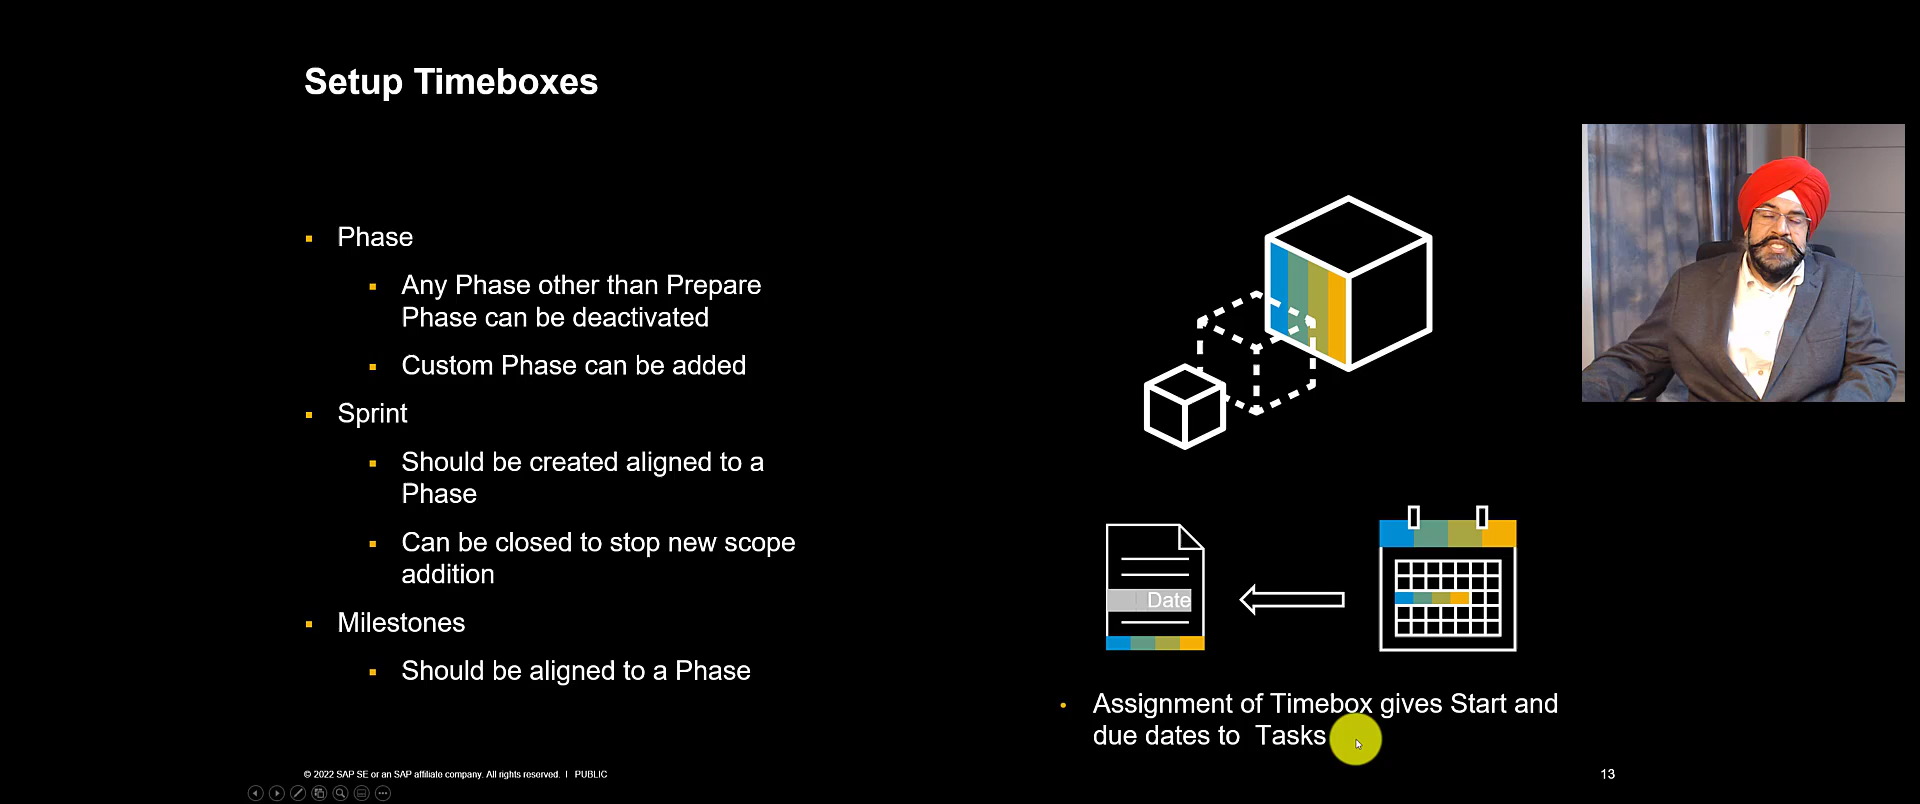 Setup Timeboxes
Phase
Any Phase other than Prepare
Phase can be deactivated
Custom Phase can be added
Sprint
Should be created aligned to a
Phase
Can be closed to stop new scope
addition
Milestones
Should be aligned to a Phase
Date
Assignment of Timebox gives Start and
due dates to Tasks
© 2022 SAP SE or an SAP affiliate company. All rights reserved. | PUBLIC
13